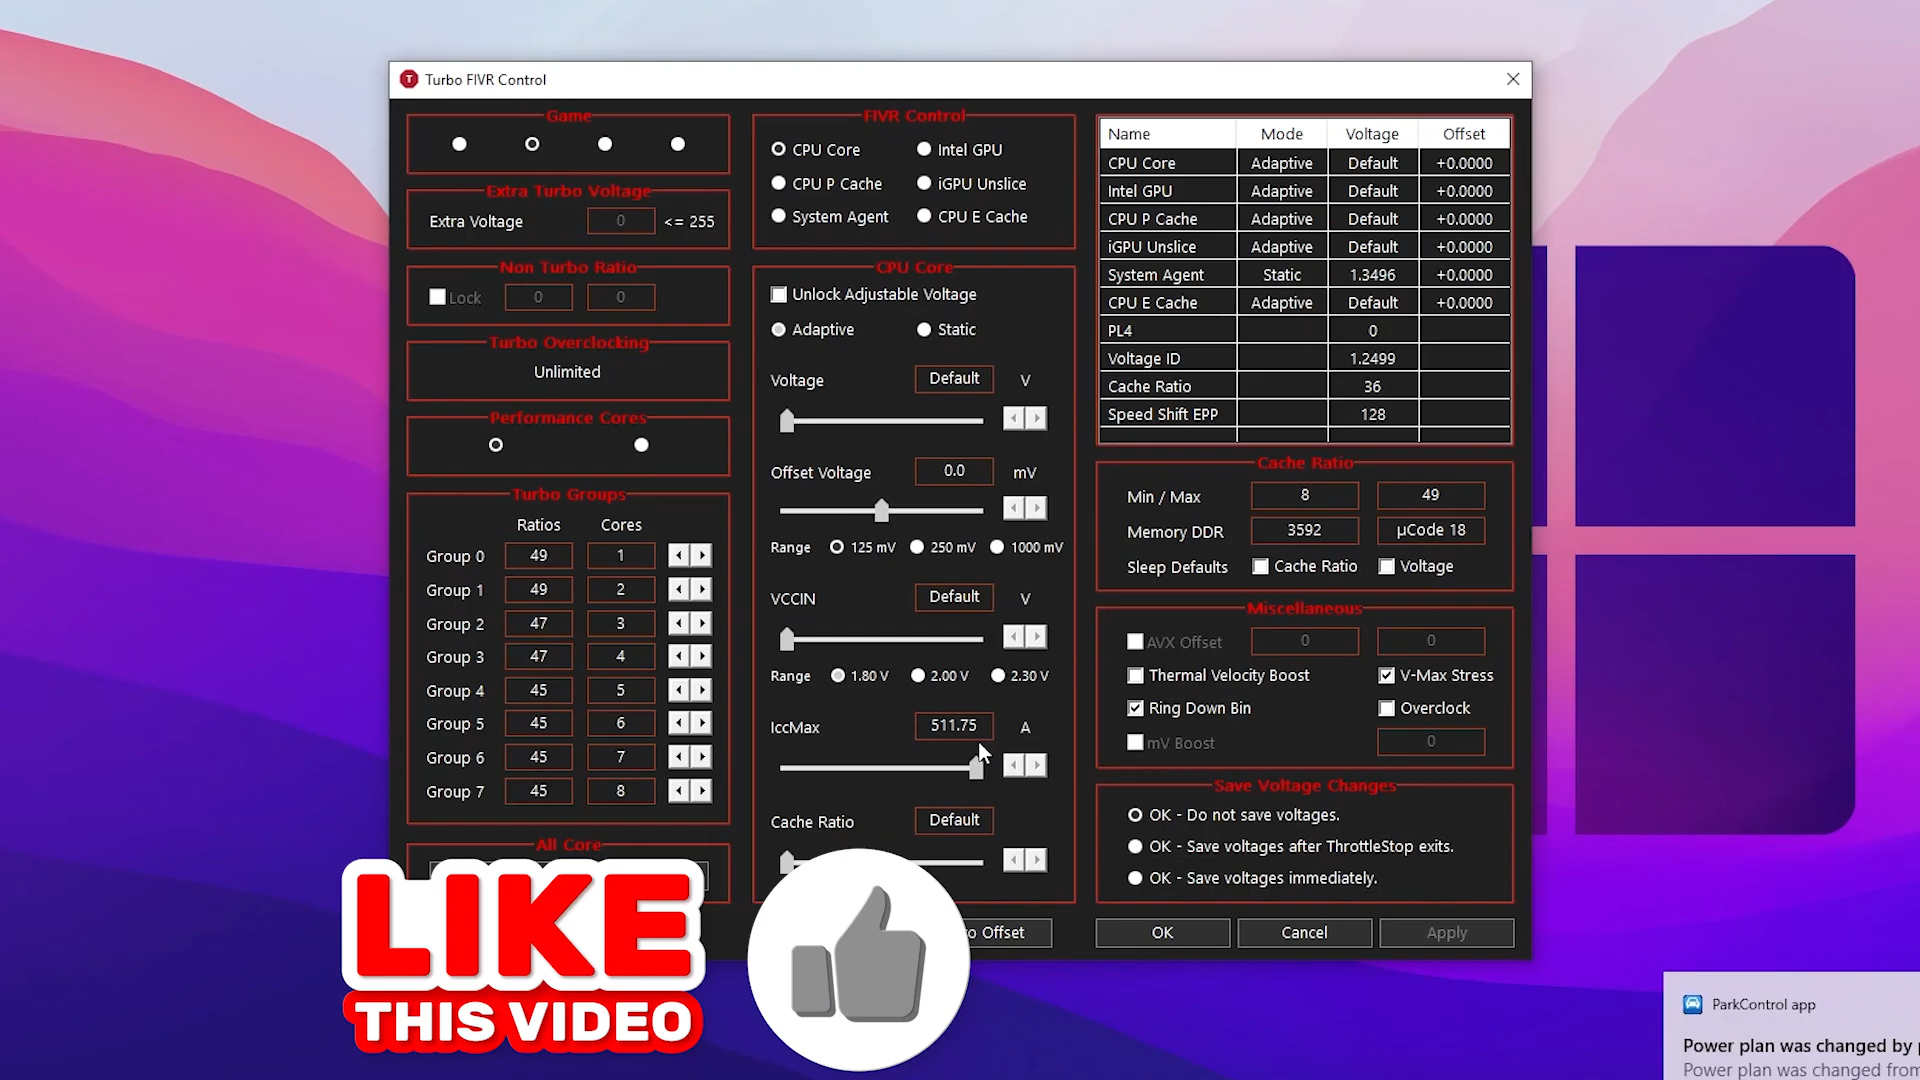 Turbo FIVR Control
Game
Extra Turbo Voltage
Extra Voltage 0 <= 255
Non Turbo Ratio
Lock 0 0
Turbo Overclocking
Unlimited
Performance Cores
Turbo Groups
Ratios Cores
Group 0 49 1
Group 1 49 2
Group 2 47 3
Group 3 47 4
Group 4 45 5
Group 5 45 6
Group 6 45 7
Group 7 45 8
All Core
FIVR Control
CPU Core Intel GPU
CPU P Cache iGPU Unslice
System Agent CPU E Cache
CPU Core
Unlock Adjustable Voltage
Adaptive Static
Voltage Default V
Offset Voltage 0.0 mV
Range 125 mV 250 mV 1000 mV
VCCIN Default V
Range 1.80 V 2.00 V 2.30 V
IccMax 511.75 A
Cache Ratio Default
Offset
Name Mode Voltage Offset
CPU Core Adaptive Default +0.0000
Intel GPU Adaptive Default +0.0000
CPU P Cache Adaptive Default +0.0000
iGPU Unslice Adaptive Default +0.0000
System Agent Static 1.3496 +0.0000
CPU E Cache Adaptive Default +0.0000
PL4 0
Voltage ID 1.2499
Cache Ratio 36
Speed Shift EPP 128
Cache Ratio
Min / Max 8 49
Memory DDR 3592 µCode 18
Sleep Defaults Cache Ratio Voltage
Miscellaneous
AVX Offset 0 0
Thermal Velocity Boost V-Max Stress
Ring Down Bin Overclock
mV Boost 0
Save Voltage Changes
OK - Do not save voltages.
OK - Save voltages after ThrottleStop exits.
OK - Save voltages immediately.
OK Cancel Apply
LIKE
THIS VIDEO
ParkControl app
Power plan was changed by
Power plan was changed from